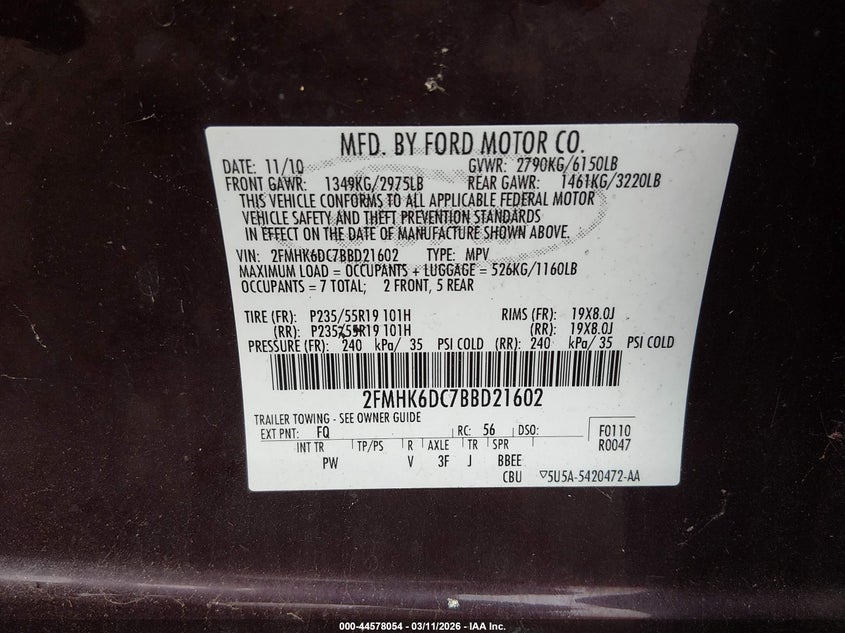 MFD. BY FORD MOTOR CO.
DATE: 11/10 GVWR: 2790KG/6150LB
FRONT GAWR: 1349KG/2975LB REAR GAWR: 1461KG/3220LB
THIS VEHICLE CONFORMS TO ALL APPLICABLE FEDERAL MOTOR
VEHICLE SAFETY AND THEFT PREVENTION STANDARDS
IN EFFECT ON THE DATE OF MANUFACTURE SHOWN ABOVE.
VIN: 2FMHK6DC7BBD21602 TYPE: MPV
MAXIMUM LOAD = OCCUPANTS + LUGGAGE = 526KG/1160LB
OCCUPANTS = 7 TOTAL; 2 FRONT, 5 REAR
TIRE (FR): P235/55R19 101H RIMS (FR): 19X8.0J
(RR): P235/55R19 101H (RR): 19X8.0J
PRESSURE (FR): 240 kPa/ 35 PSI COLD (RR): 240 kPa/ 35 PSI COLD
2FMHK6DC7BBD21602
TRAILER TOWING - SEE OWNER GUIDE
EXT PNT: FQ RC: 56 DSO: F0110
INT TR TP/PS R AXLE TR SPR R0047
PW V 3F J BBEE
CBU ▽5U5A-5420472-AA
000-44578054 - 03/11/2026 - IAA Inc.